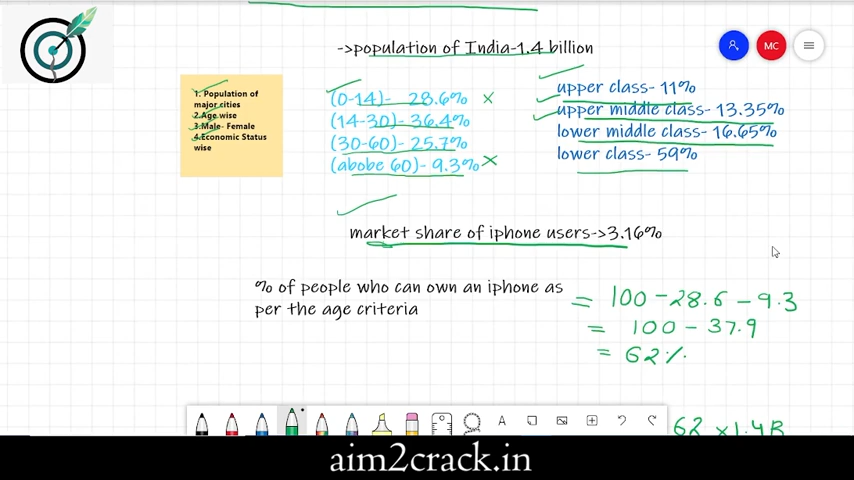 ->population of India-1.4 billion
MC
1. Population of
major cities
2.Age wise
3.Male- Female
4.Economic Status
wise
(0-14)- 28.6% x
(14-30)- 36.4%
(30-60)- 25.7%
(abobe 60)- 9.3% x
upper class- 11%
upper middle class- 13.35%
lower middle class- 16.65%
lower class- 59%
market share of iphone users->3.16%
% of people who can own an iphone as
per the age criteria
= 100 - 28.6 - 9.3
= 100 - 37.9
= 62%
A
62 x 1.4B
aim2crack.in